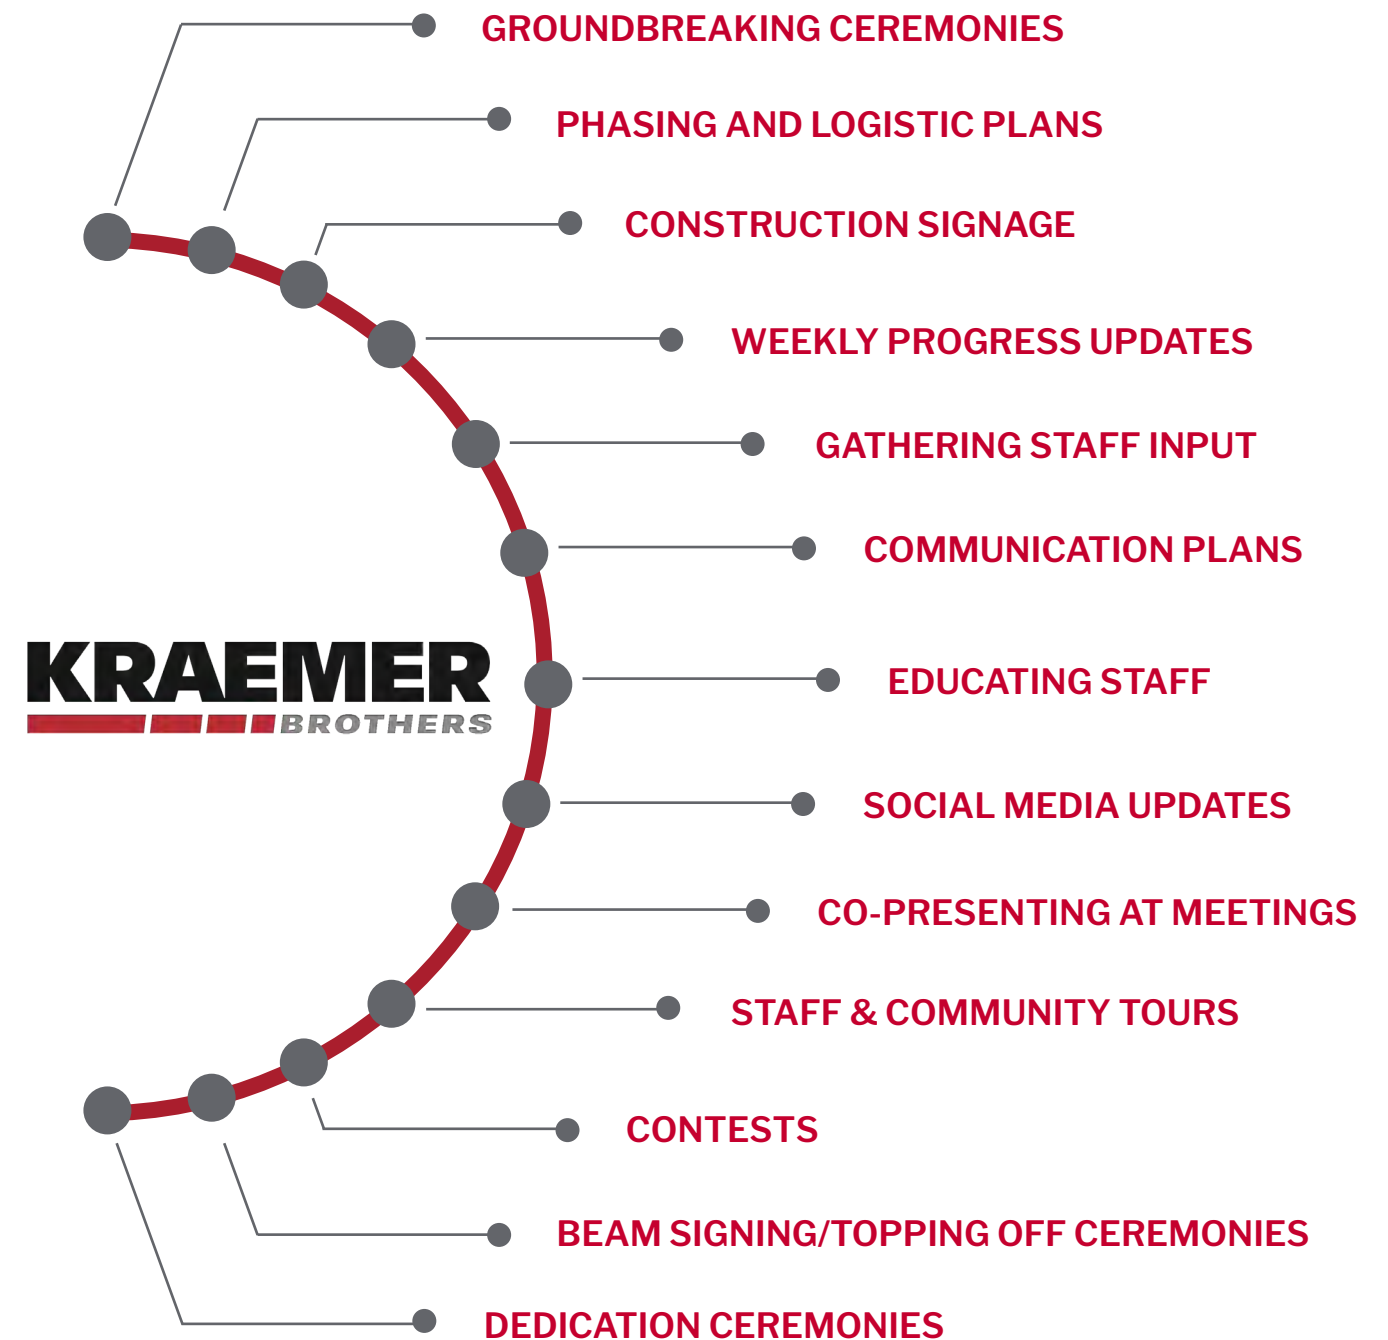 GROUNDBREAKING CEREMONIES
PHASING AND LOGISTIC PLANS
CONSTRUCTION SIGNAGE
WEEKLY PROGRESS UPDATES
GATHERING STAFF INPUT
COMMUNICATION PLANS
KRAEMER
BROTHERS
EDUCATING STAFF
SOCIAL MEDIA UPDATES
CO-PRESENTING AT MEETINGS
STAFF & COMMUNITY TOURS
CONTESTS
BEAM SIGNING/TOPPING OFF CEREMONIES
DEDICATION CEREMONIES